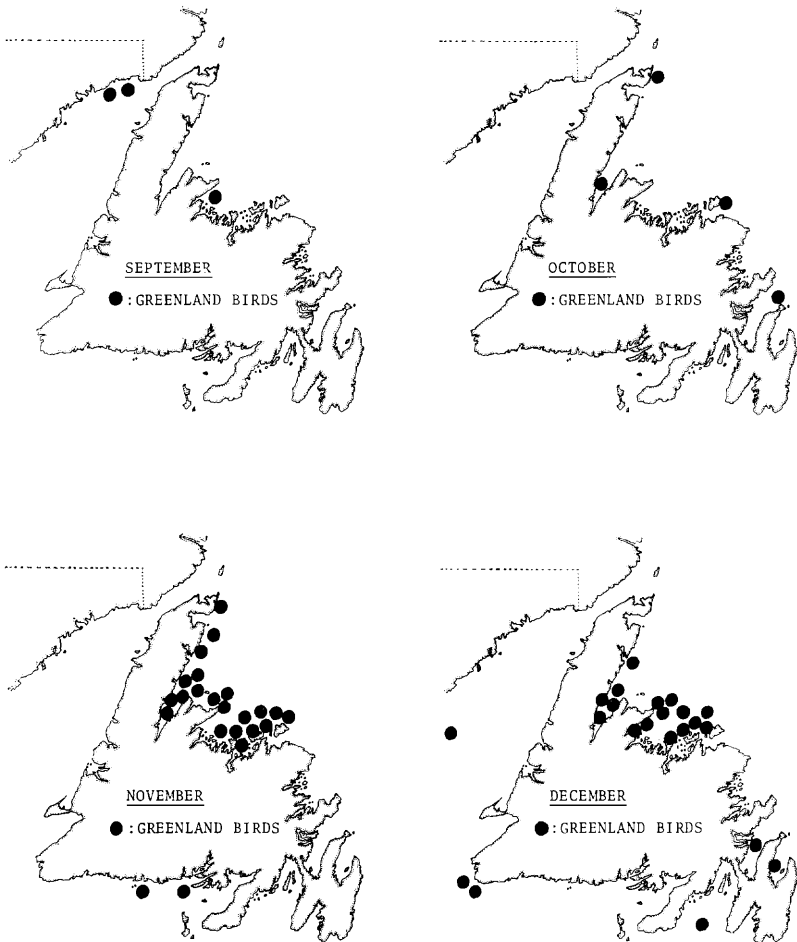 SEPTEMBER
● : GREENLAND BIRDS
OCTOBER
● : GREENLAND BIRDS
NOVEMBER
● : GREENLAND BIRDS
DECEMBER
● : GREENLAND BIRDS